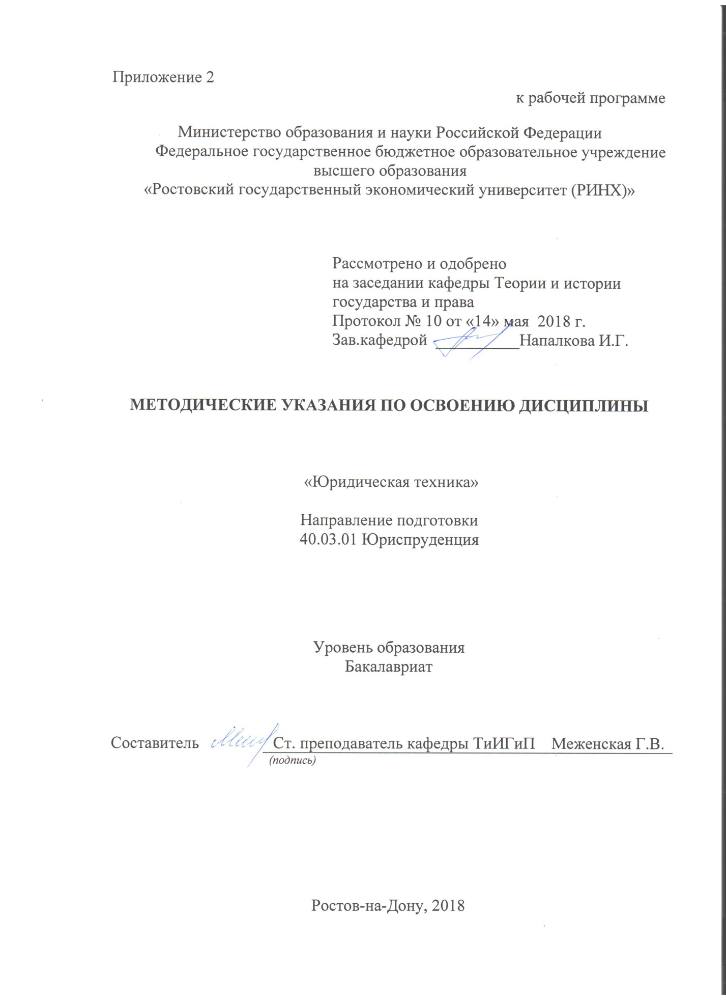 Приложение 2
к рабочей программе
Министерство образования и науки Российской Федерации
Федеральное государственное бюджетное образовательное учреждение
высшего образования
«Ростовский государственный экономический университет (РИНХ)»
Рассмотрено и одобрено
на заседании кафедры Теории и истории
государства и права
Протокол № 10 от «14» мая 2018 г.
Зав.кафедрой __________Напалкова И.Г.
МЕТОДИЧЕСКИЕ УКАЗАНИЯ ПО ОСВОЕНИЮ ДИСЦИПЛИНЫ
«Юридическая техника»
Направление подготовки
40.03.01 Юриспруденция
Уровень образования
Бакалавриат
Составитель Ст. преподаватель кафедры ТиИГиП Меженская Г.В.
(подпись)
Ростов-на-Дону, 2018